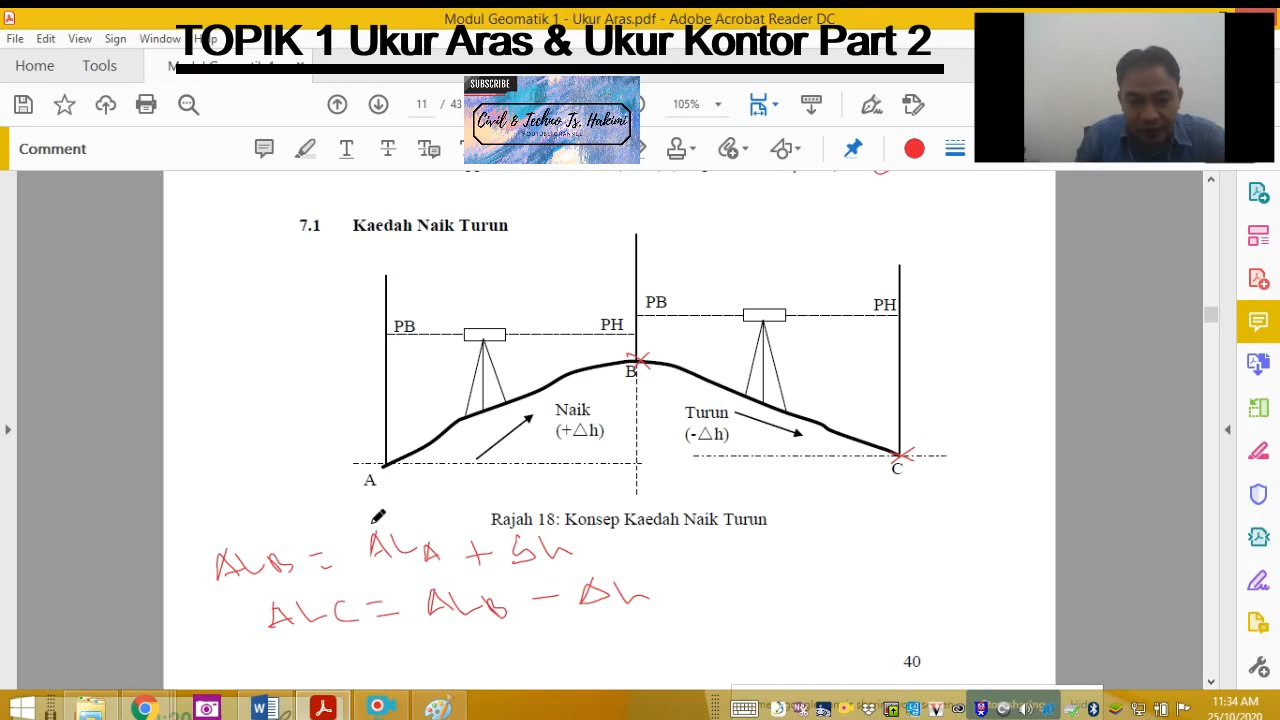 Modul Geomatik 1 - Ukur Aras.pdf - Adobe Acrobat Reader DC
TOPIK 1 Ukur Aras & Ukur Kontor Part 2
File Edit View Sign Window
Home Tools
SUBSCRIBE
Civil & Techno Ts. Hakimi
YOUTUBE CHANNEL
11 / 43
105%
Comment
7.1 Kaedah Naik Turun
PB PH PB PH
B
Naik
(+△h)
Turun
(-△h)
A
C
Rajah 18: Konsep Kaedah Naik Turun
ALB = ALA + Δh
ALC = ALB - Δh
40
11:34 AM
25/10/2020